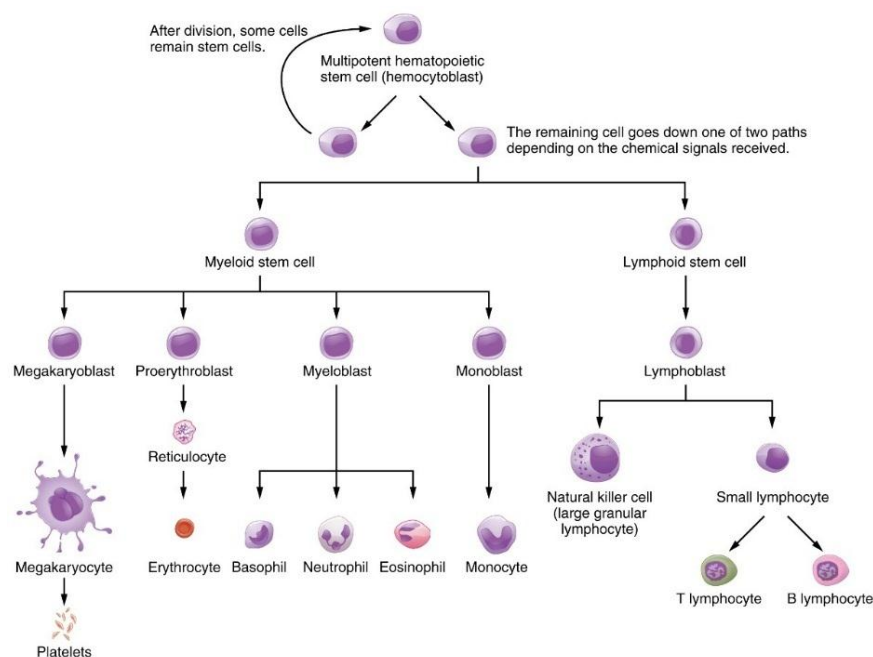 After division, some cells
remain stem cells.
Multipotent hematopoietic
stem cell (hemocytoblast)
The remaining cell goes down one of two paths
depending on the chemical signals received.
Myeloid stem cell
Lymphoid stem cell
Megakaryoblast
Proerythroblast
Myeloblast
Monoblast
Lymphoblast
Reticulocyte
Natural killer cell
(large granular
lymphocyte)
Small lymphocyte
Megakaryocyte
Erythrocyte
Basophil
Neutrophil
Eosinophil
Monocyte
T lymphocyte
B lymphocyte
Platelets